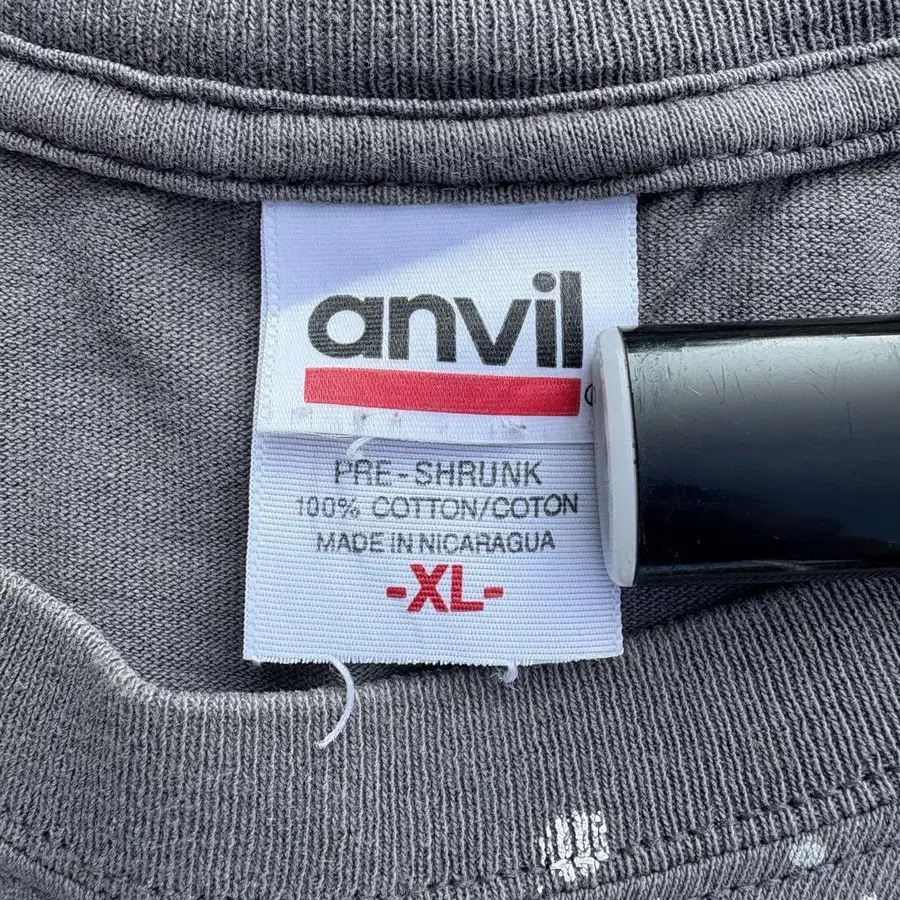 anvil
PRE-SHRUNK
100% COTTON/COTON
MADE IN NICARAGUA
-XL-